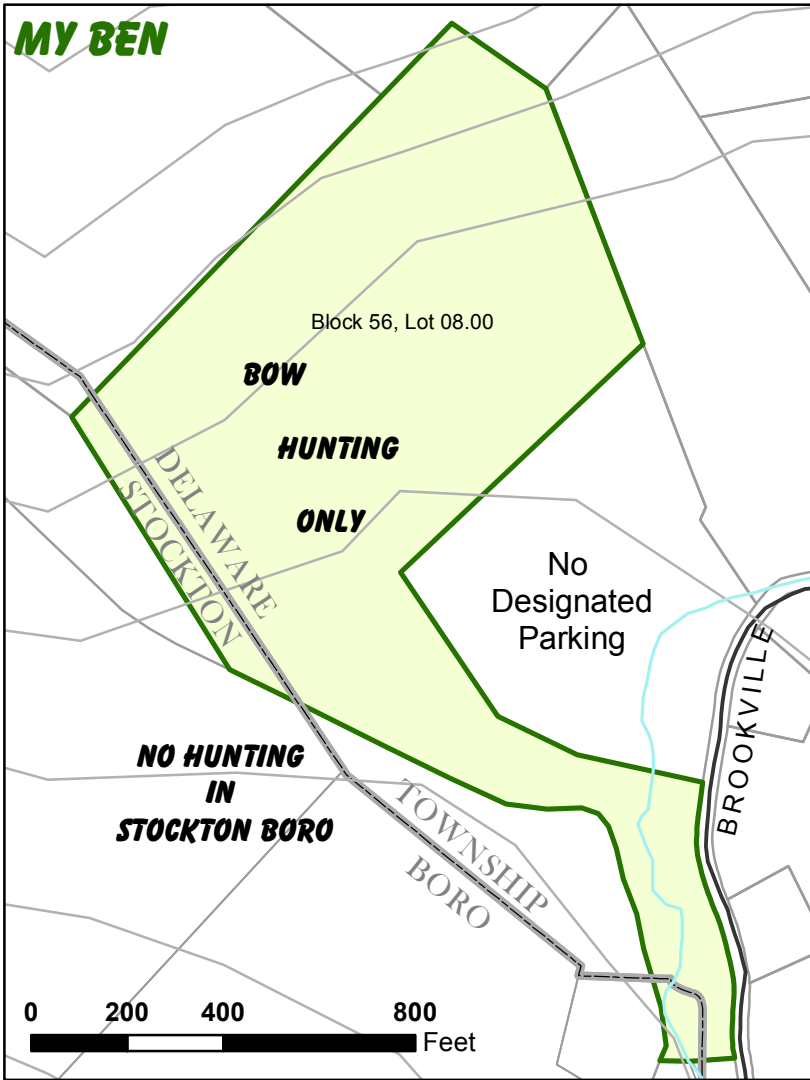 MY BEN
Block 56, Lot 08.00
BOW
HUNTING
ONLY
DELAWARE
STOCKTON
No
Designated
Parking
BROOKVILLE
NO HUNTING
IN
STOCKTON BORO
TOWNSHIP
BORO
0 200 400 800
Feet